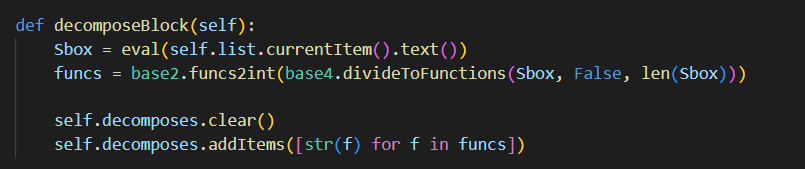 def decomposeBlock(self):
    Sbox = eval(self.list.currentItem().text())
    funcs = base2.funcs2int(base4.divideToFunctions(Sbox, False, len(Sbox)))

    self.decomposes.clear()
    self.decomposes.addItems([str(f) for f in funcs])